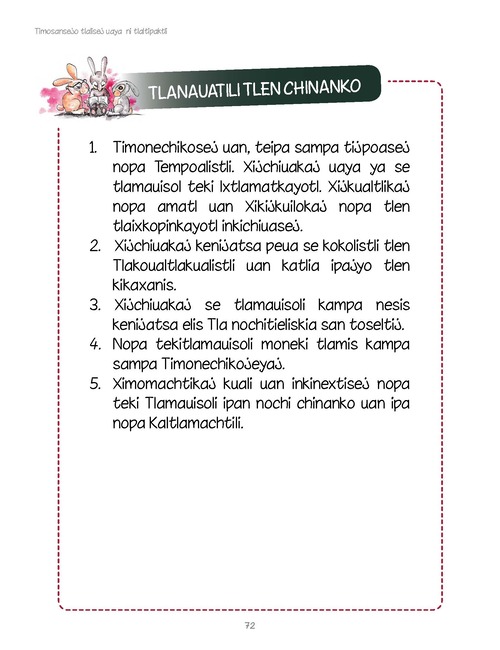 Timosansejo tlalisej uaya ni tlaltipaktli
TLANAUATILI TLEN CHINANKO
1. Timonechikosej uan, teipa sampa tijpoasej
nopa Tempoalistli. Xijchiuakaj uaya ya se
tlamauisol teki Ixtlamatkayotl. Xijkualtlikaj
nopa amatl uan Xikijkuilokaj nopa tlen
tlaixkopinkayotl inkichiuasej.
2. Xijchiuakaj kenijatsa peua se kokolistli tlen
Tlakoualtlakualistli uan katlia ipajyo tlen
kikaxanis.
3. Xijchiuakaj se tlamauisoli kampa nesis
kenijatsa elis Tla nochitieliskia san toseltij.
4. Nopa tekitlamauisoli moneki tlamis kampa
sampa Timonechikojeyaj.
5. Ximomachtikaj kuali uan inkinextisej nopa
teki Tlamauisoli ipan nochi chinanko uan ipa
nopa Kaltlamachtili.
72